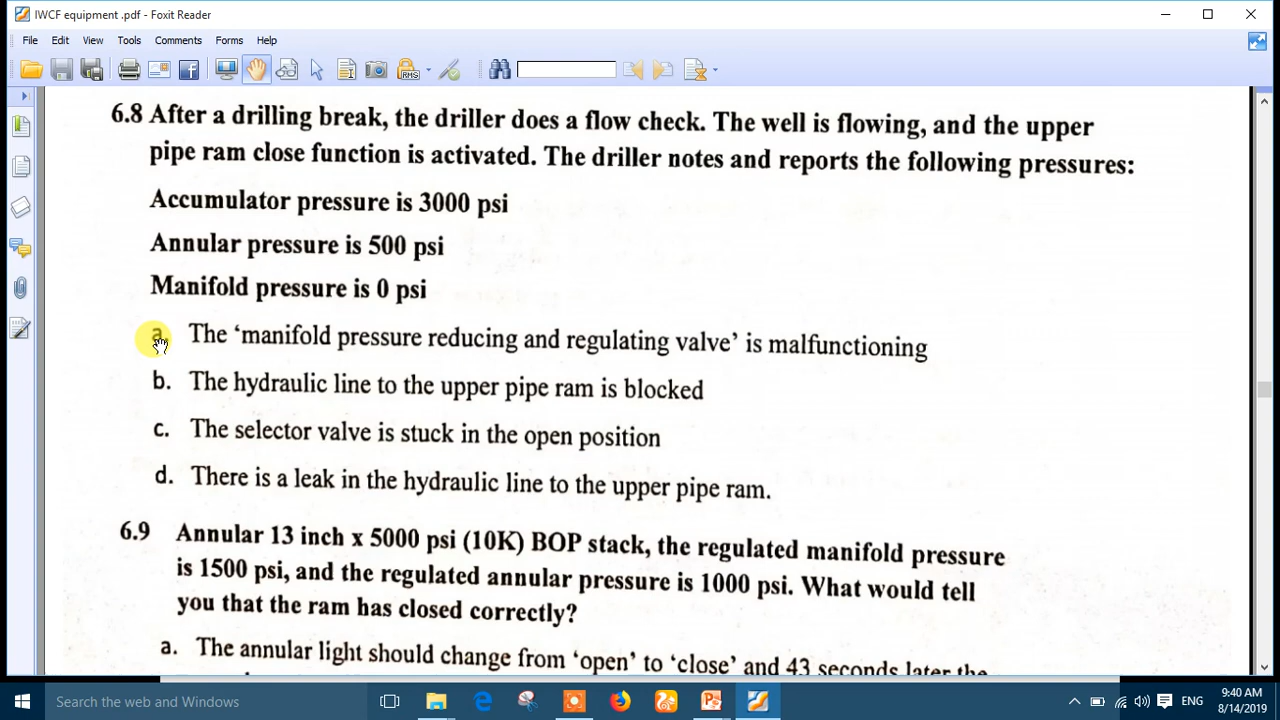 IWCF equipment .pdf - Foxit Reader
File Edit View Tools Comments Forms Help
RMS
6.8 After a drilling break, the driller does a flow check. The well is flowing, and the upper
pipe ram close function is activated. The driller notes and reports the following pressures:
Accumulator pressure is 3000 psi
Annular pressure is 500 psi
Manifold pressure is 0 psi
a. The ‘manifold pressure reducing and regulating valve’ is malfunctioning
b. The hydraulic line to the upper pipe ram is blocked
c. The selector valve is stuck in the open position
d. There is a leak in the hydraulic line to the upper pipe ram.
6.9 Annular 13 inch x 5000 psi (10K) BOP stack, the regulated manifold pressure
is 1500 psi, and the regulated annular pressure is 1000 psi. What would tell
you that the ram has closed correctly?
a. The annular light should change from ‘open’ to ‘close’ and 43 seconds later the
Search the web and Windows
ENG
9:40 AM
8/14/2019